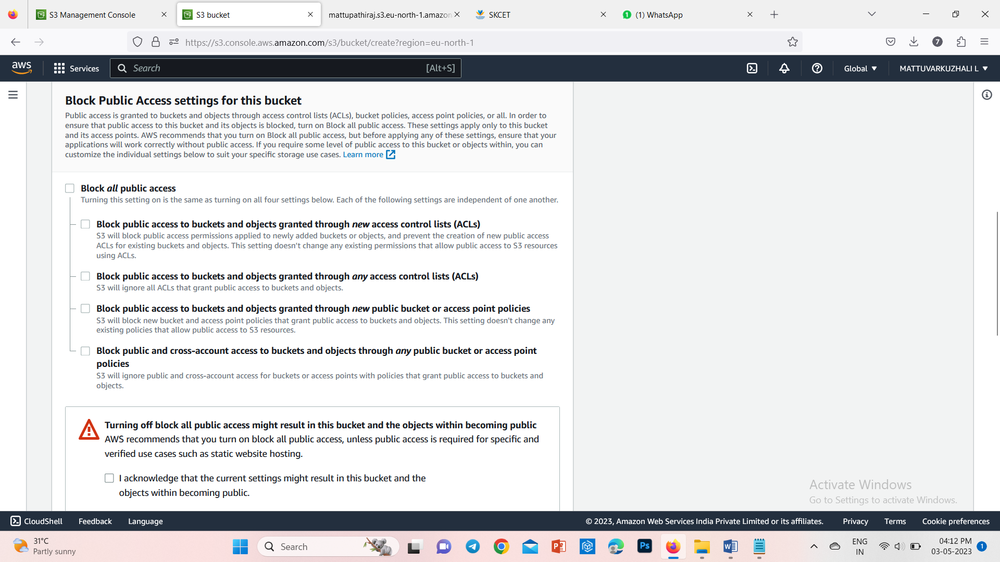 S3 Management Console
S3 bucket
mattupathiraj.s3.eu-north-1.amazon
SKCET
1
(1) WhatsApp
https://s3.console.aws.amazon.com/s3/bucket/create?region=eu-north-1
7
aws
Services
Search
[Alt+S]
Global
MATTUVARKUZHALI L
Block Public Access settings for this bucket
Public access is granted to buckets and objects through access control lists (ACLs), bucket policies, access point policies, or all. In order to
ensure that public access to this bucket and its objects is blocked, turn on Block all public access. These settings apply only to this bucket
and its access points. AWS recommends that you turn on Block all public access, but before applying any of these settings, ensure that your
applications will work correctly without public access. If you require some level of public access to this bucket or objects within, you can
customize the individual settings below to suit your specific storage use cases. Learn more
Block all public access
Turning this setting on is the same as turning on all four settings below. Each of the following settings are independent of one another.
Block public access to buckets and objects granted through new access control lists (ACLs)
S3 will block public access permissions applied to newly added buckets or objects, and prevent the creation of new public access
ACLs for existing buckets and objects. This setting doesn't change any existing permissions that allow public access to S3 resources
using ACLs.
Block public access to buckets and objects granted through any access control lists (ACLs)
S3 will ignore all ACLs that grant public access to buckets and objects.
Block public access to buckets and objects granted through new public bucket or access point policies
S3 will block new bucket and access point policies that grant public access to buckets and objects. This setting doesn't change any
existing policies that allow public access to S3 resources.
Block public and cross-account access to buckets and objects through any public bucket or access point
policies
S3 will ignore public and cross-account access for buckets or access points with policies that grant public access to buckets and
objects.
Turning off block all public access might result in this bucket and the objects within becoming public
AWS recommends that you turn on block all public access, unless public access is required for specific and
verified use cases such as static website hosting.
I acknowledge that the current settings might result in this bucket and the
objects within becoming public.
Activate Windows
Go to Settings to activate Windows.
CloudShell
Feedback
Language
© 2023, Amazon Web Services India Private Limited or its affiliates.
Privacy
Terms
Cookie preferences
31°C
Partly sunny
Search
Ps
ENG
IN
04:12 PM
03-05-2023
1